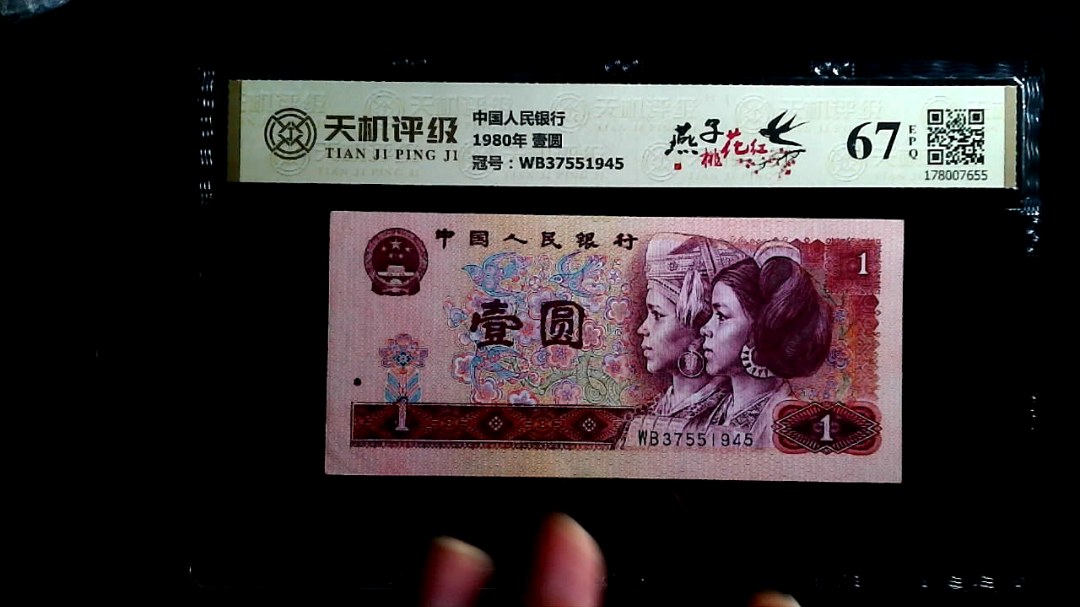 天机评级
TIAN JI PING JI
中国人民银行
1980年 壹圆
冠号：WB37551945
燕子
桃花红
67
EPQ
178007655
中国人民银行
1
壹圆
1
WB37551945
1